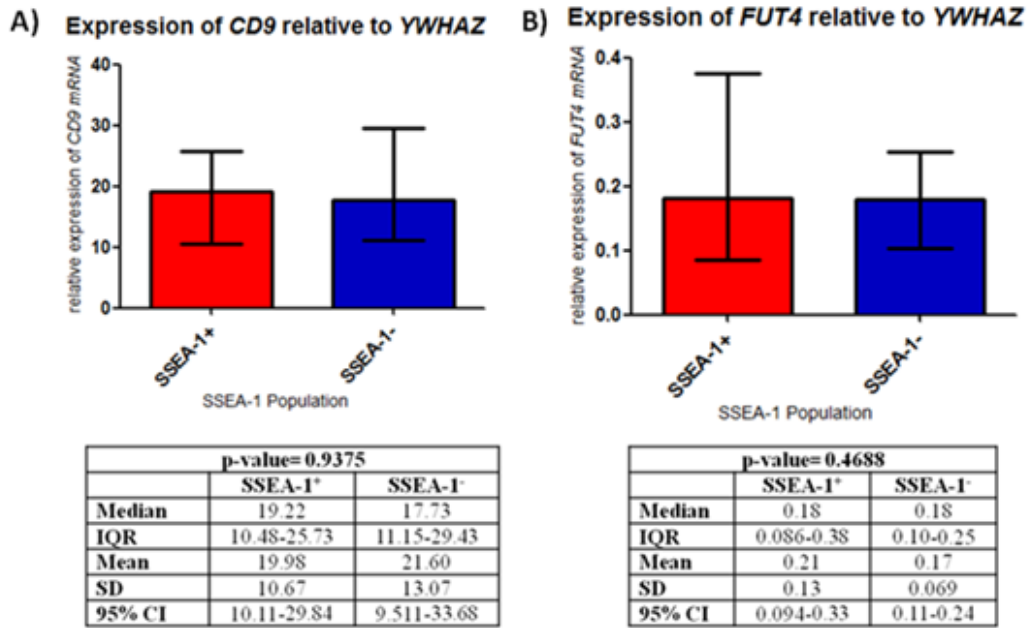 A) Expression of CD9 relative to YWHAZ
relative expression of CD9 mRNA
40
30
20
10
0
SSEA-1+
SSEA-1-
SSEA-1 Population
p-value= 0.9375
SSEA-1⁺ SSEA-1⁻
Median 19.22 17.73
IQR 10.48-25.73 11.15-29.43
Mean 19.98 21.60
SD 10.67 13.07
95% CI 10.11-29.84 9.511-33.68
B) Expression of FUT4 relative to YWHAZ
relative expression of FUT4 mRNA
0.4
0.3
0.2
0.1
0.0
SSEA-1+
SSEA-1-
SSEA-1 Population
p-value= 0.4688
SSEA-1⁺ SSEA-1⁻
Median 0.18 0.18
IQR 0.086-0.38 0.10-0.25
Mean 0.21 0.17
SD 0.13 0.069
95% CI 0.094-0.33 0.11-0.24